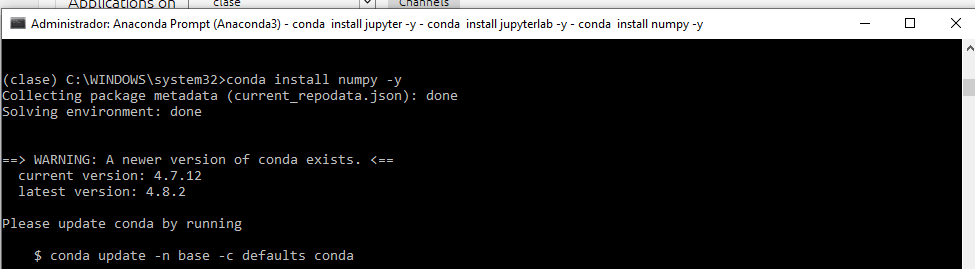 Applications on
clase
Channels
Administrador: Anaconda Prompt (Anaconda3) - conda install jupyter -y - conda install jupyterlab -y - conda install numpy -y
(clase) C:\WINDOWS\system32>conda install numpy -y
Collecting package metadata (current_repodata.json): done
Solving environment: done
==> WARNING: A newer version of conda exists. <==
current version: 4.7.12
latest version: 4.8.2
Please update conda by running
$ conda update -n base -c defaults conda